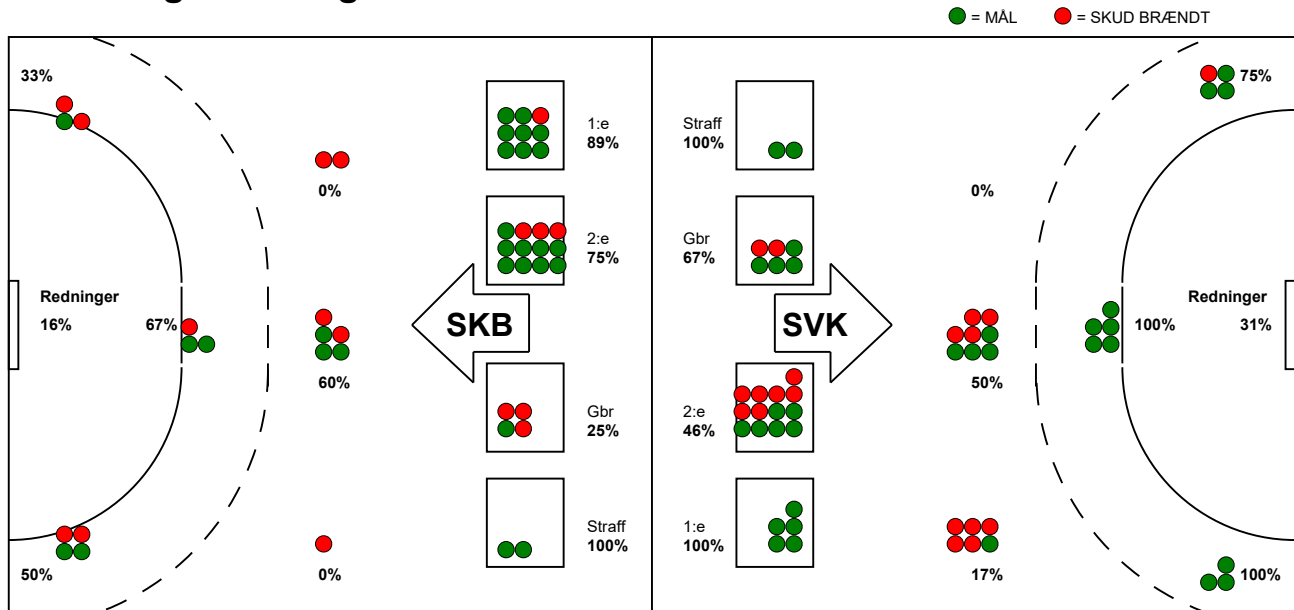 = MÅL = SKUD BRÆNDT
33%
75%
1:e
89%
Straff
100%
0%
0%
2:e
75%
Gbr
67%
Redninger
16%
67%
SKB
SVK
100%
Redninger
31%
60%
50%
Gbr
25%
2:e
46%
Straff
100%
1:e
100%
50%
0%
17%
100%